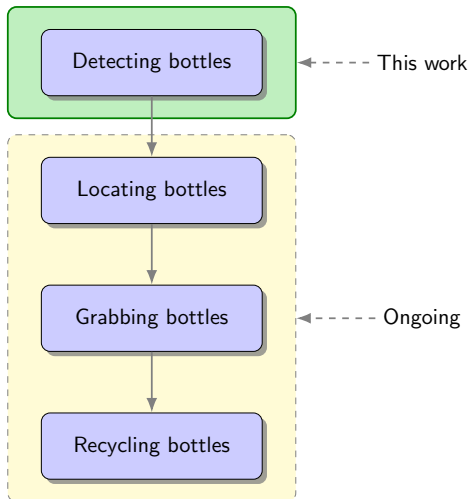 Detecting bottles
This work
Locating bottles
Grabbing bottles
Ongoing
Recycling bottles